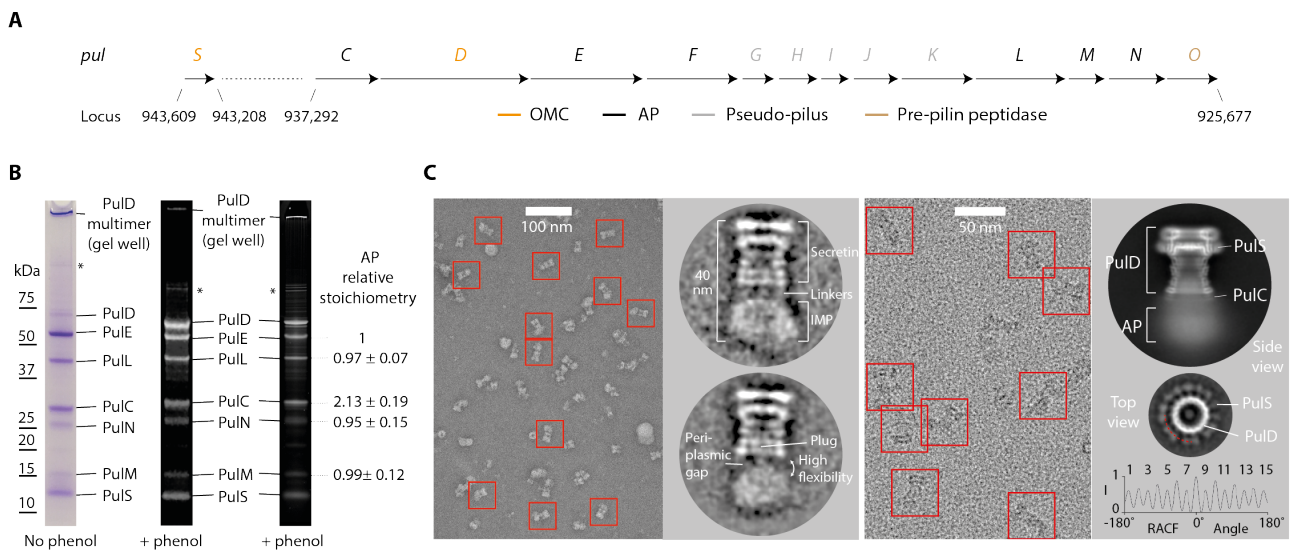 A
pul S C D E F G H I J K L M N O
Locus 943,609 943,208 937,292 925,677
OMC AP Pseudo-pilus Pre-pilin peptidase
B
PulD
multimer
(gel well)
kDa
75
50
37
25
20
15
10
*
PulD
PulE
PulL
PulC
PulN
PulM
PulS
No phenol
PulD
multimer
(gel well)
* *
PulD
PulE
PulL
PulC
PulN
PulM
PulS
+ phenol + phenol
AP
relative
stoichiometry
1
0.97 ± 0.07
2.13 ± 0.19
0.95 ± 0.15
0.99± 0.12
C
100 nm
40
nm
Secretin
Linkers
IMP
Peri-
plasmic
gap
Plug
High
flexibility
50 nm
PulD
PulS
PulC
AP
Side
view
Top
view
PulS
PulD
1 3 5 7 9 11 13 15
1
I
0
-180° 0° 180°
RACF Angle